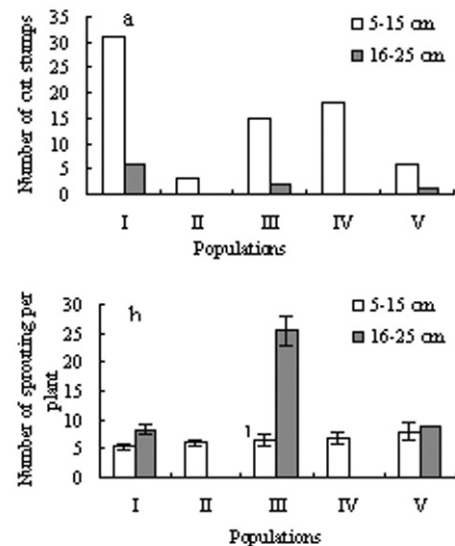 a
35
30
25
20
15
10
5
0
Number of cut stumps
5-15 cm
16-25 cm
I II III IV V
Populations
h
30
25
20
15
10
5
0
Number of sprouting per
plant
5-15 cm
16-25 cm
I II III IV V
Populations